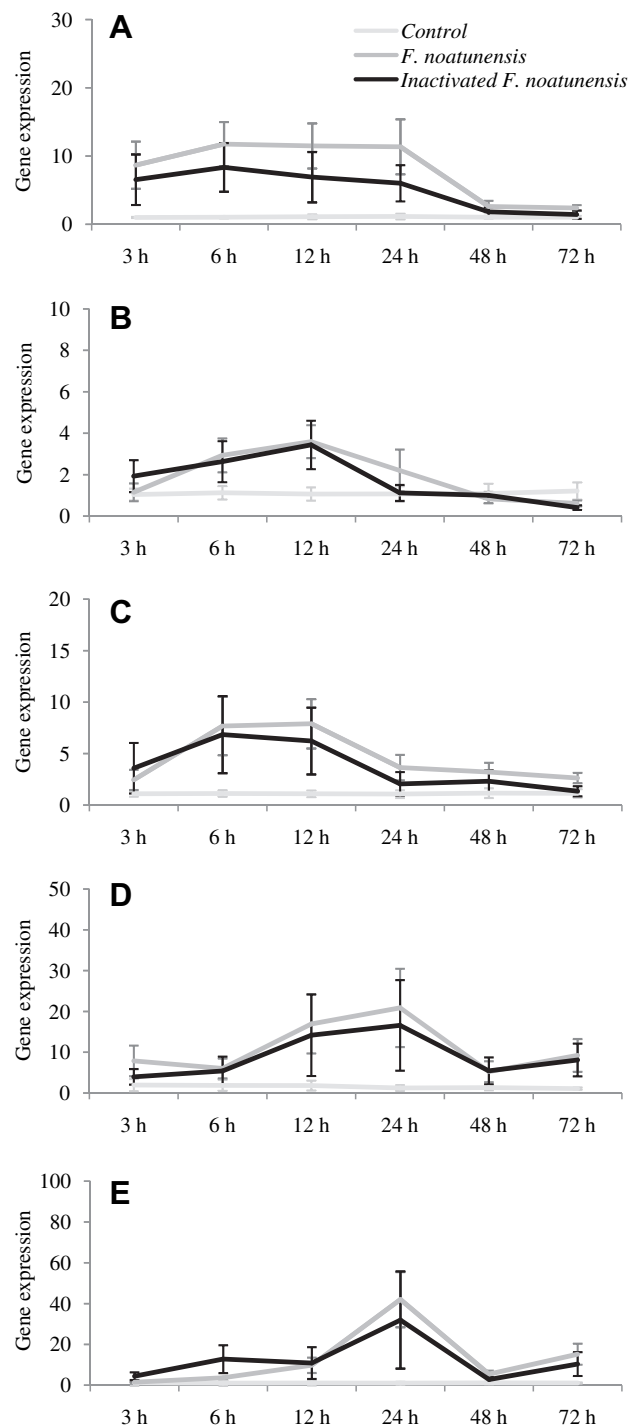 A
Control
F. noatunensis
Inactivated F. noatunensis
30
20
10
0
Gene expression
3 h 6 h 12 h 24 h 48 h 72 h
B
10
8
6
4
2
0
Gene expression
3 h 6 h 12 h 24 h 48 h 72 h
C
20
15
10
5
0
Gene expression
3 h 6 h 12 h 24 h 48 h 72 h
D
50
40
30
20
10
0
Gene expression
3 h 6 h 12 h 24 h 48 h 72 h
E
100
80
60
40
20
0
Gene expression
3 h 6 h 12 h 24 h 48 h 72 h